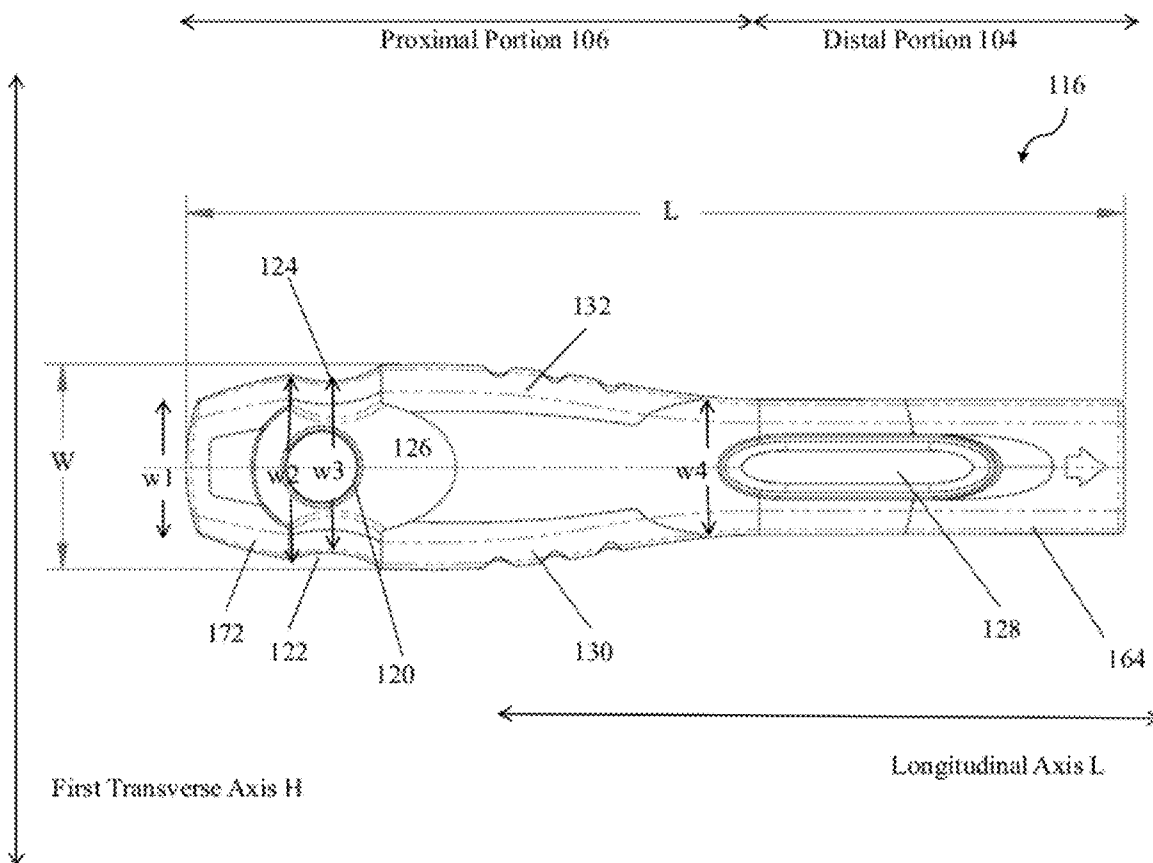 Proximal Portion 106
Distal Portion 104
116
L
124
132
W
w1
w2
w3
126
w4
172
122
120
130
128
164
Longitudinal Axis L
First Transverse Axis H